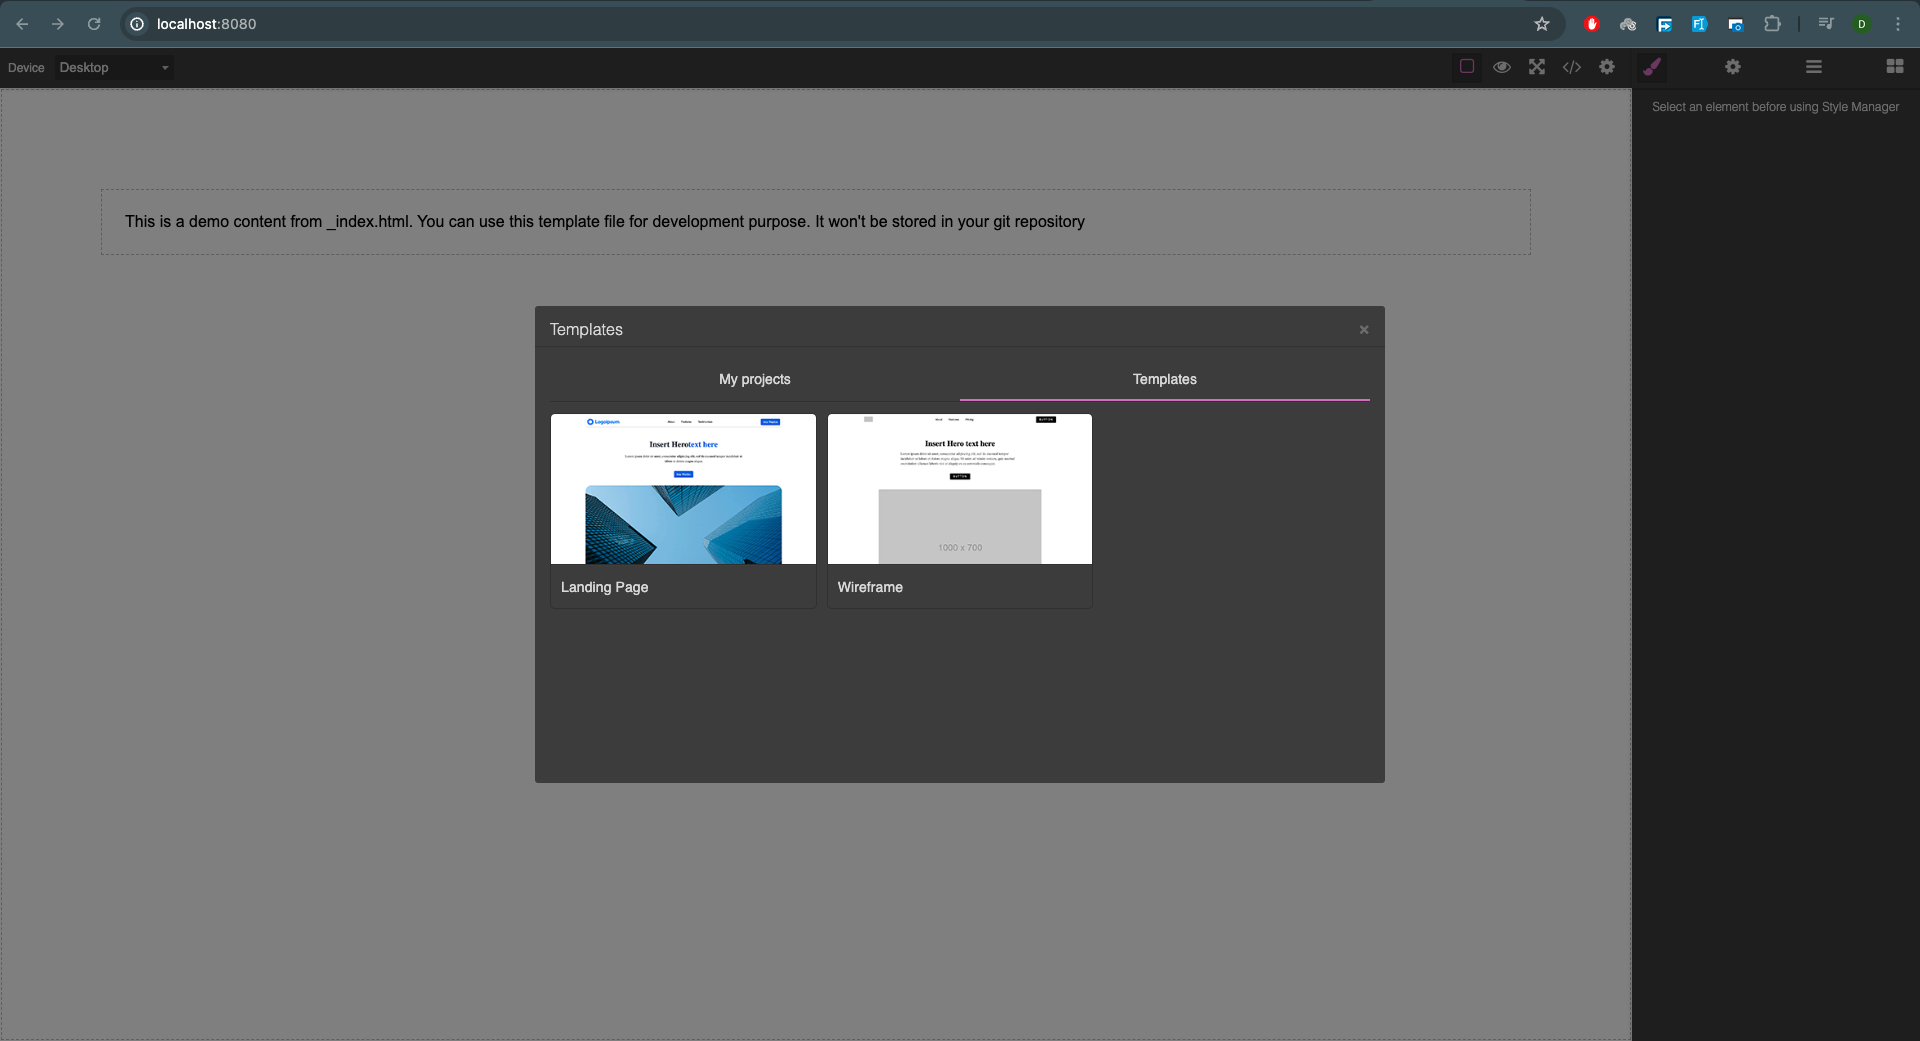 localhost:8080
D
Device
Desktop
Select an element before using Style Manager
This is a demo content from _index.html. You can use this template file for development purpose. It won't be stored in your git repository
Templates
My projects
Templates
Logoipsum
Insert Herotext here
Insert Hero text here
BUTTON
BUTTON
1000 x 700
Landing Page
Wireframe